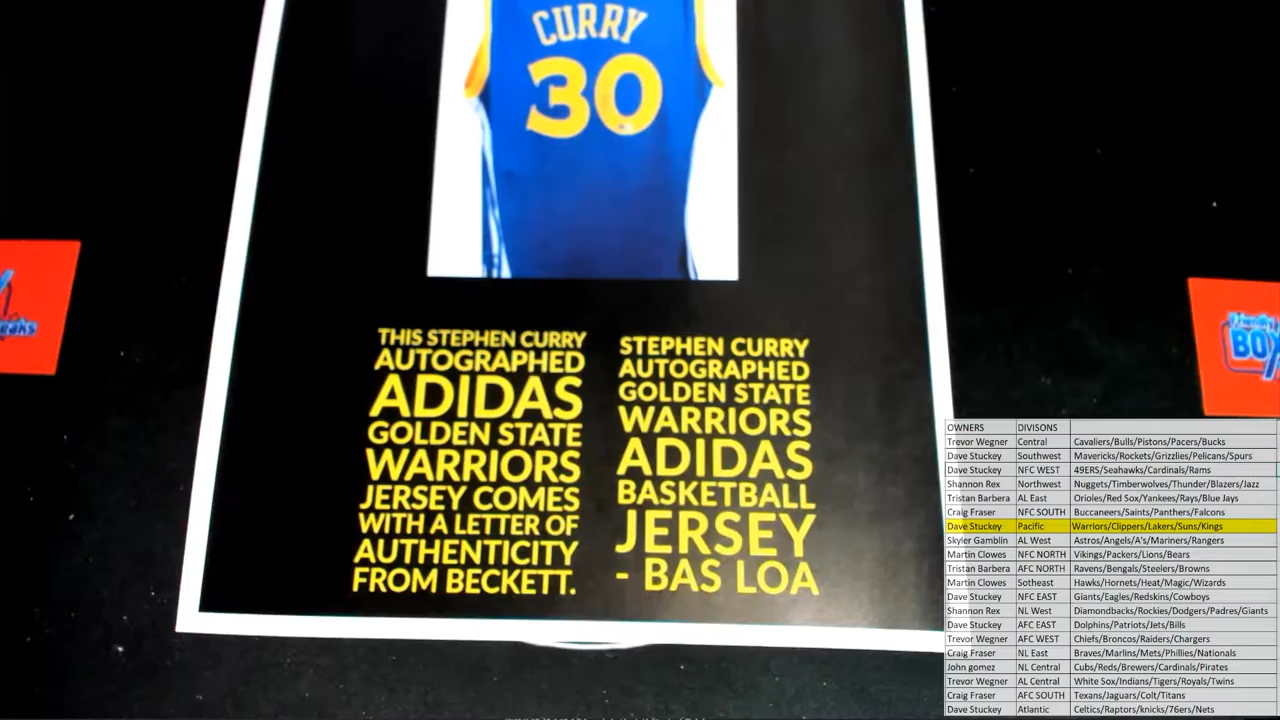 CURRY
30
THIS STEPHEN CURRY
AUTOGRAPHED
ADIDAS
GOLDEN STATE
WARRIORS
JERSEY COMES
WITH A LETTER OF
AUTHENTICITY
FROM BECKETT.
STEPHEN CURRY
AUTOGRAPHED
GOLDEN STATE
WARRIORS
ADIDAS
BASKETBALL
JERSEY
- BAS LOA
eaks
Friendly
BOX
OWNERS DIVISONS
Trevor Wegner Central Cavaliers/Bulls/Pistons/Pacers/Bucks
Dave Stuckey Southwest Mavericks/Rockets/Grizzlies/Pelicans/Spurs
Dave Stuckey NFC WEST 49ERS/Seahawks/Cardinals/Rams
Shannon Rex Northwest Nuggets/Timberwolves/Thunder/Blazers/Jazz
Tristan Barbera AL East Orioles/Red Sox/Yankees/Rays/Blue Jays
Craig Fraser NFC SOUTH Buccaneers/Saints/Panthers/Falcons
Dave Stuckey Pacific Warriors/Clippers/Lakers/Suns/Kings
Skyler Gamblin AL West Astros/Angels/A's/Mariners/Rangers
Martin Clowes NFC NORTH Vikings/Packers/Lions/Bears
Tristan Barbera AFC NORTH Ravens/Bengals/Steelers/Browns
Martin Clowes Sotheast Hawks/Hornets/Heat/Magic/Wizards
Dave Stuckey NFC EAST Giants/Eagles/Redskins/Cowboys
Shannon Rex NL West Diamondbacks/Rockies/Dodgers/Padres/Giants
Dave Stuckey AFC EAST Dolphins/Patriots/Jets/Bills
Trevor Wegner AFC WEST Chiefs/Broncos/Raiders/Chargers
Craig Fraser NL East Braves/Marlins/Mets/Phillies/Nationals
John gomez NL Central Cubs/Reds/Brewers/Cardinals/Pirates
Trevor Wegner AL Central White Sox/Indians/Tigers/Royals/Twins
Craig Fraser AFC SOUTH Texans/Jaguars/Colt/Titans
Dave Stuckey Atlantic Celtics/Raptors/knicks/76ers/Nets